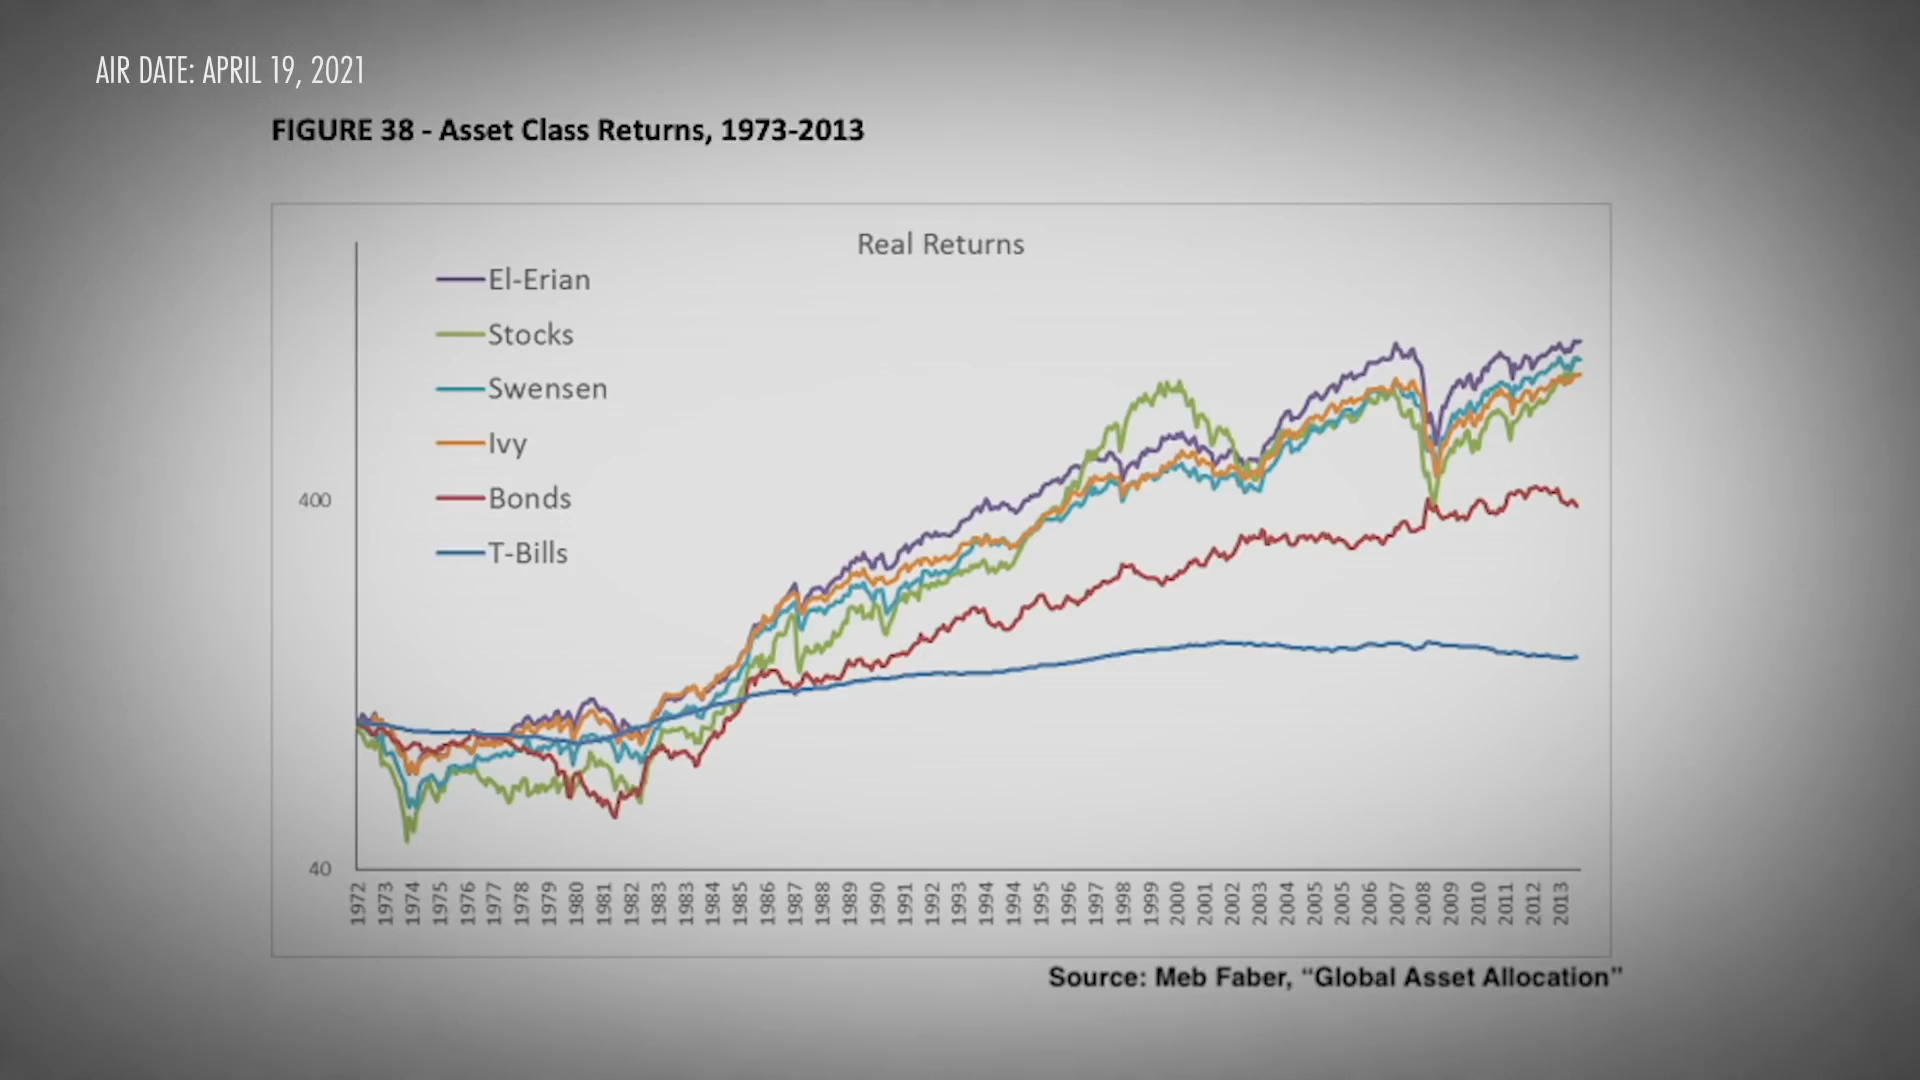 AIR DATE: APRIL 19, 2021
FIGURE 38 - Asset Class Returns, 1973-2013
Real Returns
El-Erian
Stocks
Swensen
Ivy
Bonds
T-Bills
400
40
1972 1973 1974 1975 1976 1977 1978 1979 1980 1981 1982 1983 1983 1984 1985 1986 1987 1988 1989 1990 1991 1992 1993 1994 1994 1995 1996 1997 1998 1999 2000 2001 2002 2003 2004 2005 2005 2006 2007 2008 2009 2010 2011 2012 2013
Source: Meb Faber, “Global Asset Allocation”